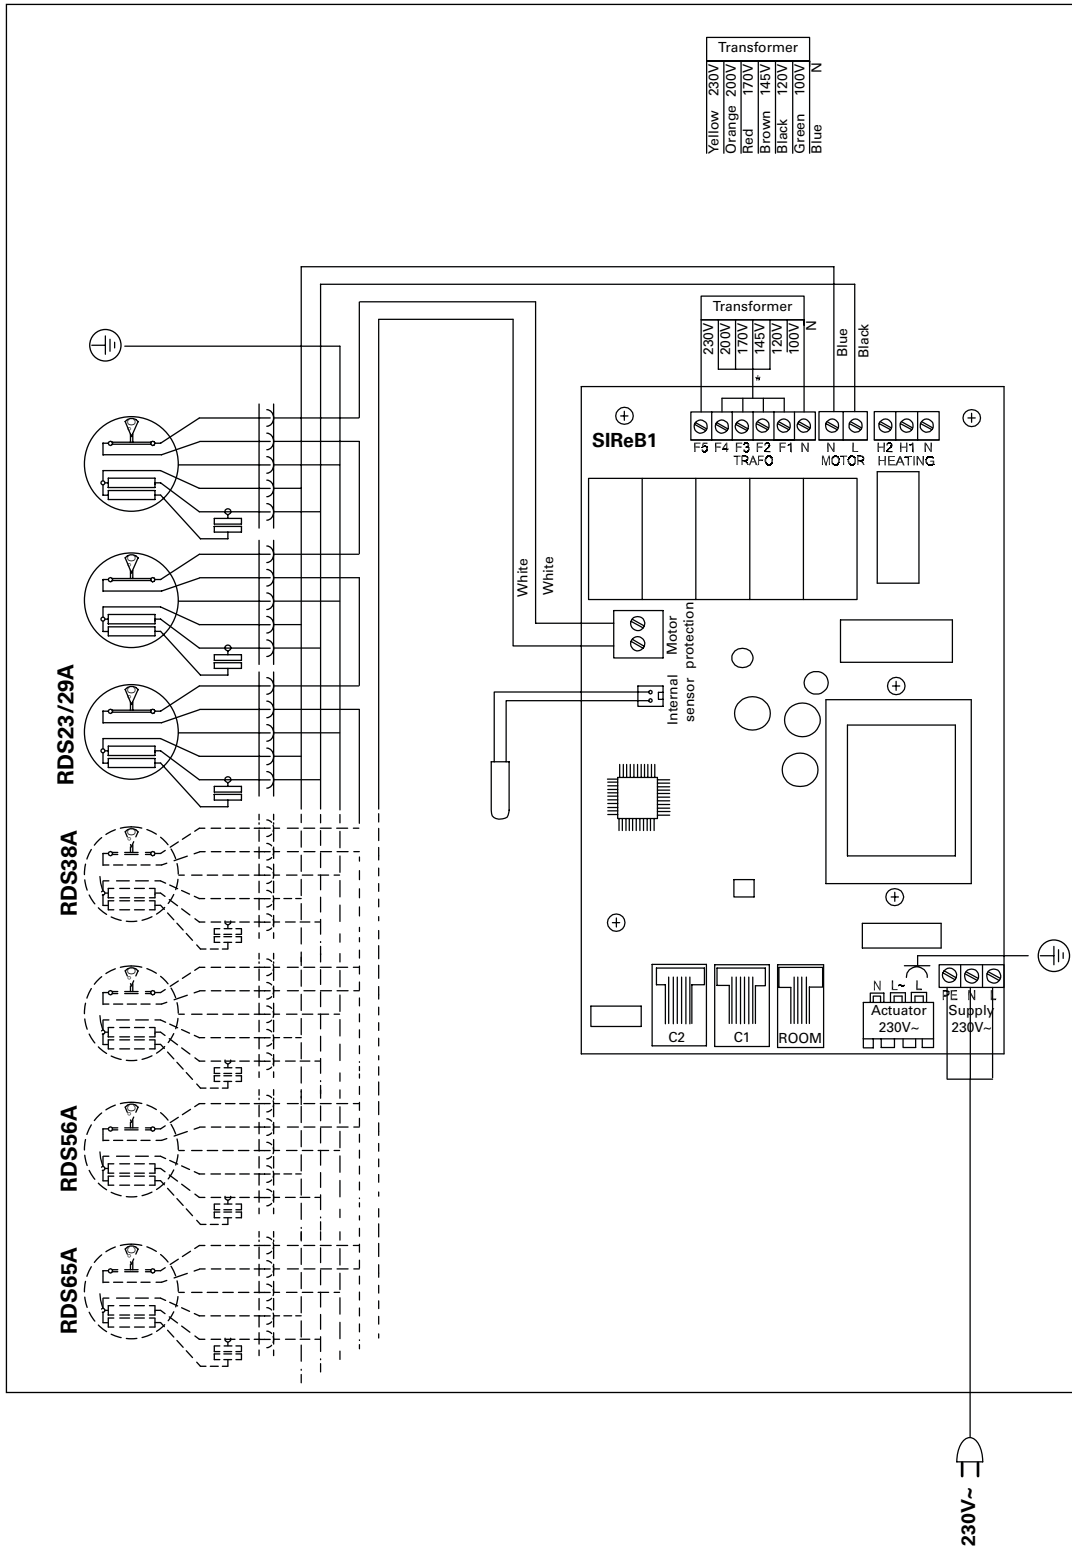 Transformer
Yellow 230V
Orange 200V
Red 170V
Brown 145V
Black 120V
Green 100V
Blue N
Transformer
230V
200V
170V
145V
120V
100V
N
*
Blue
Black
SIReB1
F5 F4 F3 F2 F1 N
TRAFO
N L
MOTOR
H2 H1 N
HEATING
White
White
Motor
protection
Internal
sensor
RDS23/29A
RDS38A
RDS56A
RDS65A
C2
C1
ROOM
N L~ L
Actuator
230V~
PE N L
Supply
230V~
230V~